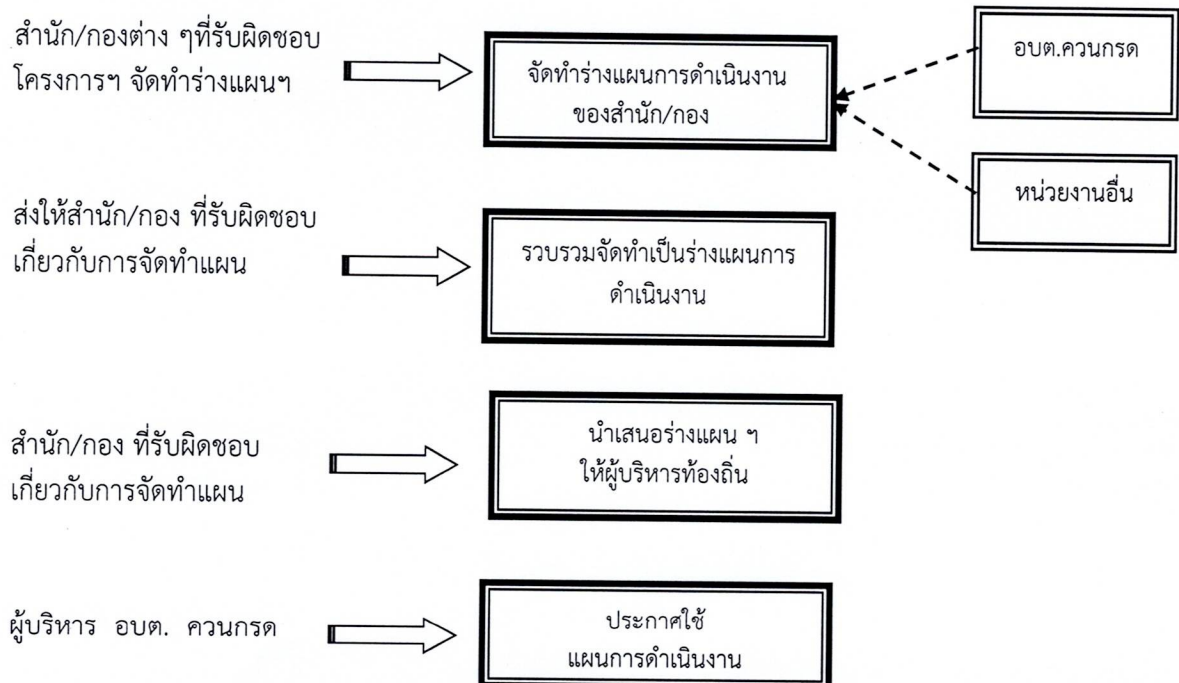 สำนัก/กองต่าง ๆที่รับผิดชอบ
โครงการฯ จัดทำร่างแผนฯ
จัดทำร่างแผนการดำเนินงาน
ของสำนัก/กอง
อบต.ควนกรด
หน่วยงานอื่น
ส่งให้สำนัก/กอง ที่รับผิดชอบ
เกี่ยวกับการจัดทำแผน
รวบรวมจัดทำเป็นร่างแผนการ
ดำเนินงาน
สำนัก/กอง ที่รับผิดชอบ
เกี่ยวกับการจัดทำแผน
นำเสนอร่างแผน ฯ
ให้ผู้บริหารท้องถิ่น
ผู้บริหาร อบต. ควนกรด
ประกาศใช้
แผนการดำเนินงาน